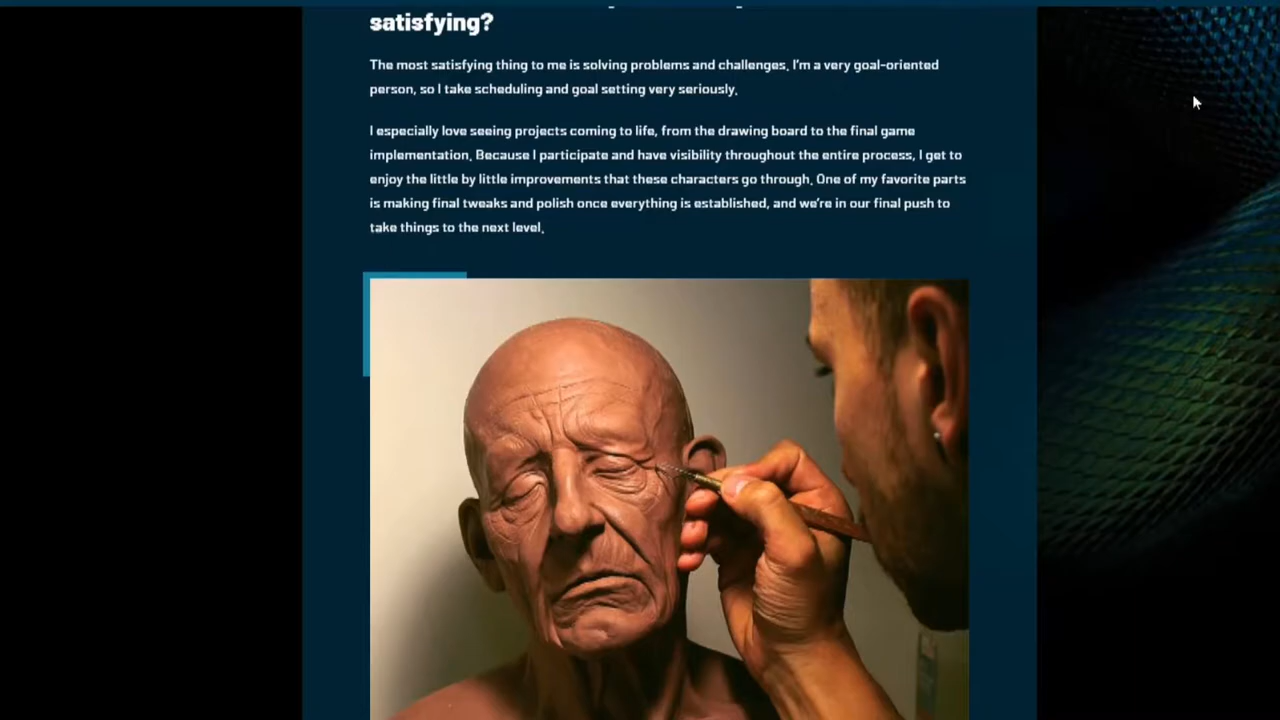 satisfying?
The most satisfying thing to me is solving problems and challenges. I'm a very goal-oriented
person, so I take scheduling and goal setting very seriously.
I especially love seeing projects coming to life, from the drawing board to the final game
implementation. Because I participate and have visibility throughout the entire process, I get to
enjoy the little by little improvements that these characters go through. One of my favorite parts
is making final tweaks and polish once everything is established, and we're in our final push to
take things to the next level.